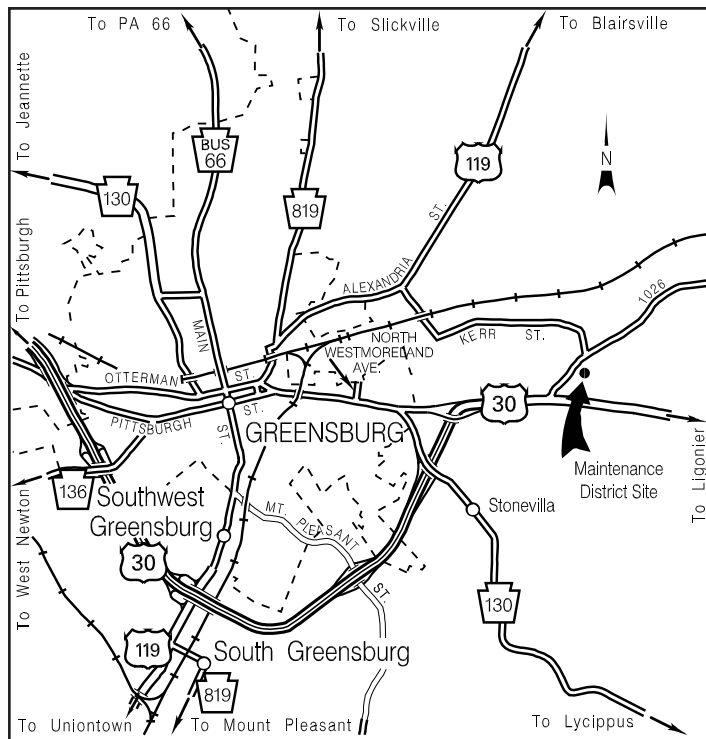 To PA 66
To Slickville
To Blairsville
To Jeannette
BUS
66
119
N
130
819
To Pittsburgh
ALEXANDRIA
ST.
1026
MAIN
ST.
NORTH
WESTMORELAND
AVE.
KERR
ST.
OTTERMAN
ST.
PITTSBURGH
ST.
30
GREENSBURG
To Ligonier
Maintenance
District Site
136
Southwest
Greensburg
MT.
PLEASANT
ST.
Stonevilla
To West Newton
30
130
119
South Greensburg
819
To Uniontown
To Mount Pleasant
To Lycippus